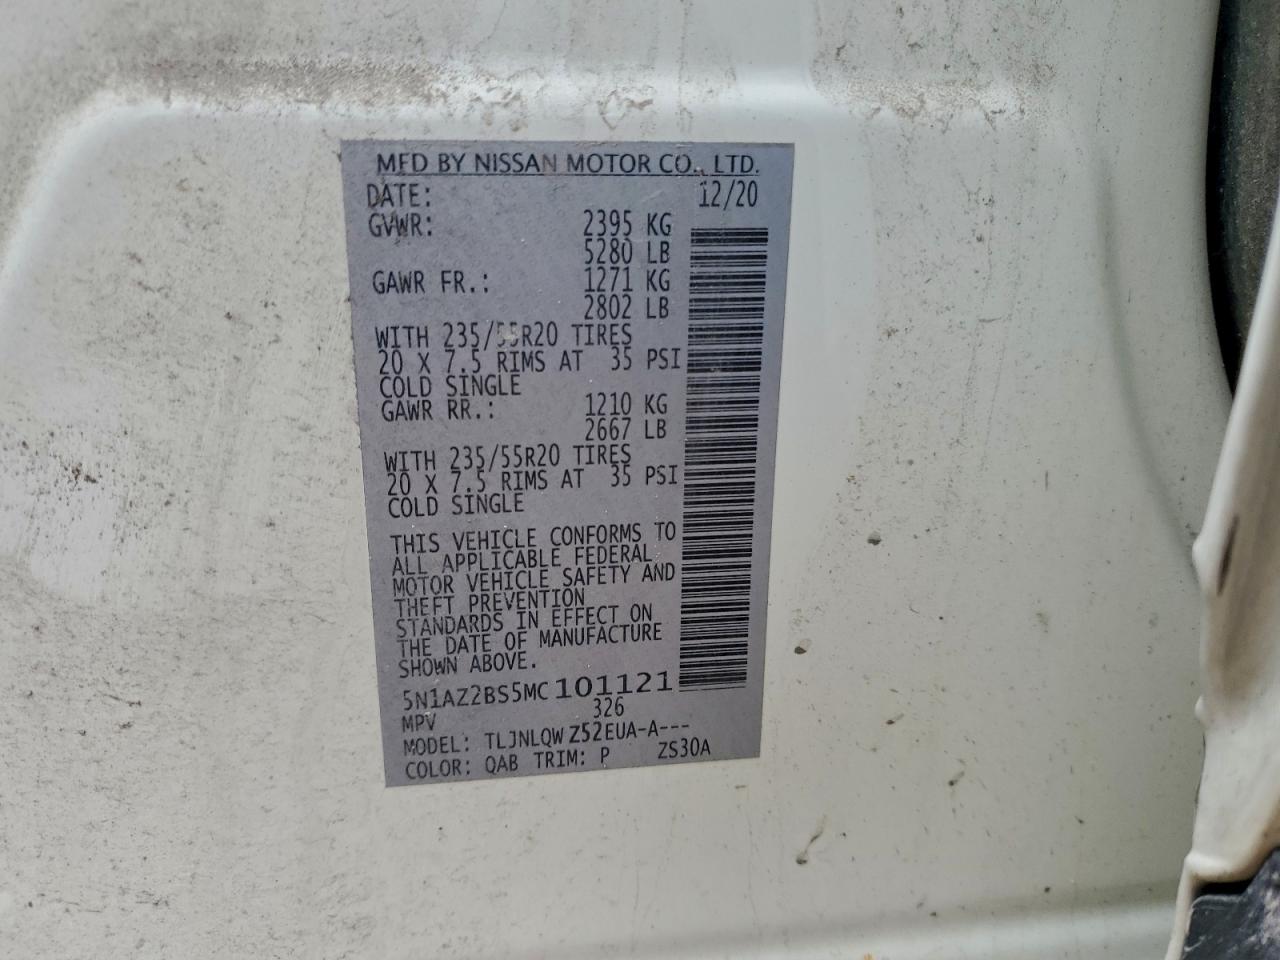 MFD BY NISSAN MOTOR CO., LTD.
DATE: 12/20
GVWR: 2395 KG
5280 LB
GAWR FR.: 1271 KG
2802 LB
WITH 235/55R20 TIRES
20 X 7.5 RIMS AT 35 PSI
COLD SINGLE
GAWR RR.: 1210 KG
2667 LB
WITH 235/55R20 TIRES
20 X 7.5 RIMS AT 35 PSI
COLD SINGLE
THIS VEHICLE CONFORMS TO
ALL APPLICABLE FEDERAL
MOTOR VEHICLE SAFETY AND
THEFT PREVENTION
STANDARDS IN EFFECT ON
THE DATE OF MANUFACTURE
SHOWN ABOVE.
5N1AZ2BS5MC101121
MPV 326
MODEL: TLJNLQWZ52EUA-A---
COLOR: QAB TRIM: P ZS30A